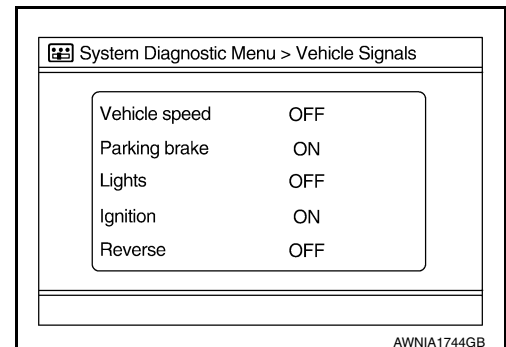 System Diagnostic Menu > Vehicle Signals
Vehicle speed OFF
Parking brake ON
Lights OFF
Ignition ON
Reverse OFF
AWNIA1744GB